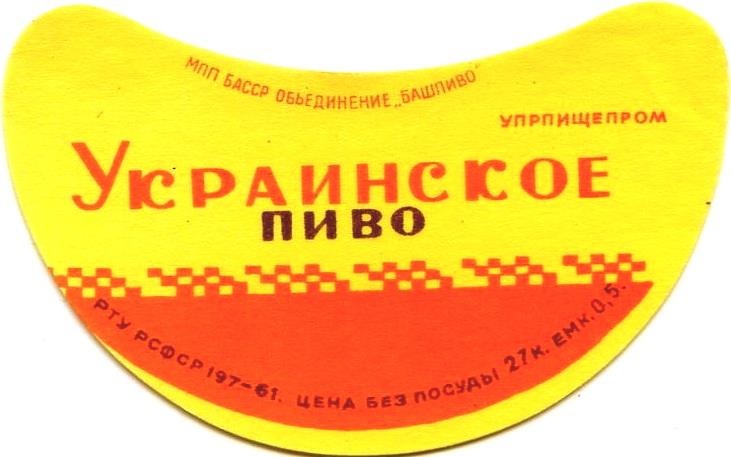 МПП БАССР ОБЪЕДИНЕНИЕ „БАШПИВО"
УПРПИЩЕПРОМ
УКРАИНСКОЕ
ПИВО
РТУ РСФСР 197-61. ЦЕНА БЕЗ ПОСУДЫ 27К. ЕМК. 0,5.